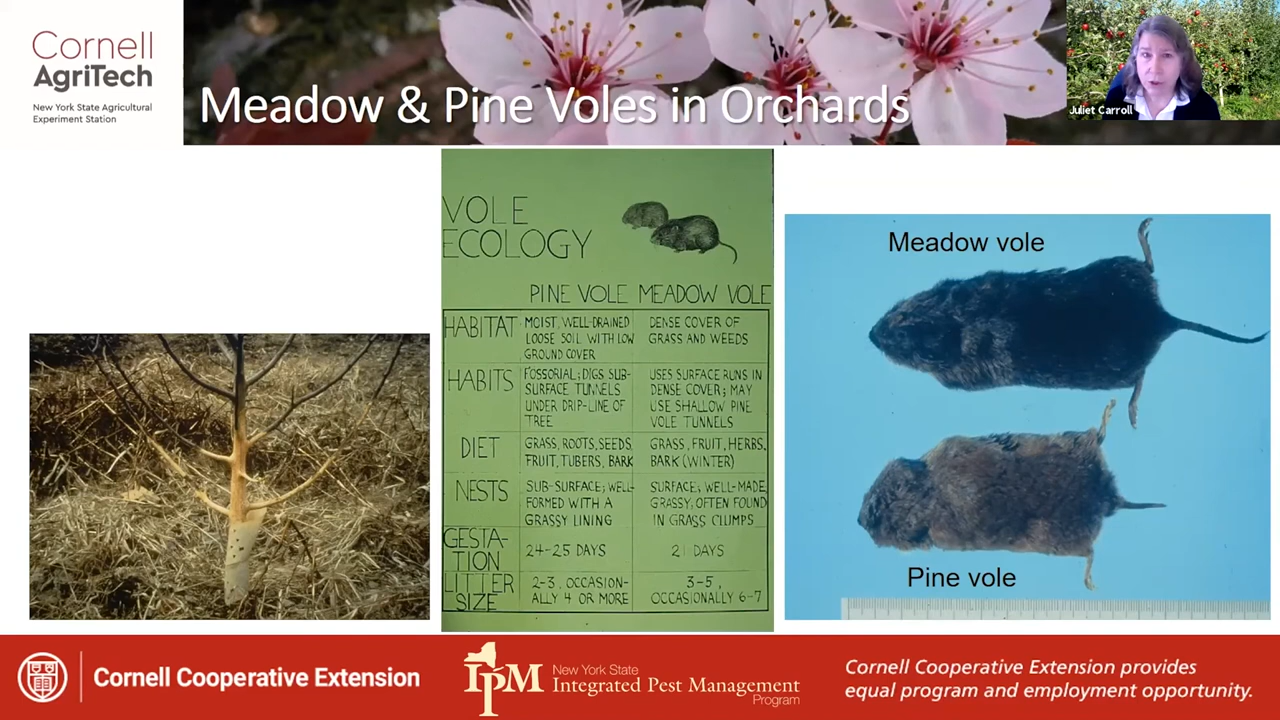 Cornell
AgriTech
New York State Agricultural
Experiment Station
Meadow & Pine Voles in Orchards
Juliet Carroll
VOLE
ECOLOGY
PINE VOLE MEADOW VOLE
HABITAT
MOIST, WELL-DRAINED
LOOSE SOIL WITH LOW
GROUND COVER
DENSE COVER OF
GRASS AND WEEDS
HABITS
FOSSORIAL; DIGS SUB-
SURFACE TUNNELS
UNDER DRIP-LINE OF
TREE
USES SURFACE RUNS IN
DENSE COVER; MAY
USE SHALLOW PINE
VOLE TUNNELS
DIET
GRASS, ROOTS, SEEDS,
FRUIT, TUBERS, BARK
GRASS, FRUIT, HERBS,
BARK (WINTER)
NESTS
SUB-SURFACE; WELL-
FORMED WITH A
GRASSY LINING
SURFACE; WELL-MADE,
GRASSY; OFTEN FOUND
IN GRASS CLUMPS
GESTA-
TION
24-25 DAYS
21 DAYS
LITTER
SIZE
2-3, OCCASION-
ALLY 4 OR MORE
3-5,
OCCASIONALLY 6-7
Meadow vole
Pine vole
Cornell Cooperative Extension
IPM
New York State
Integrated Pest Management
Program
Cornell Cooperative Extension provides
equal program and employment opportunity.